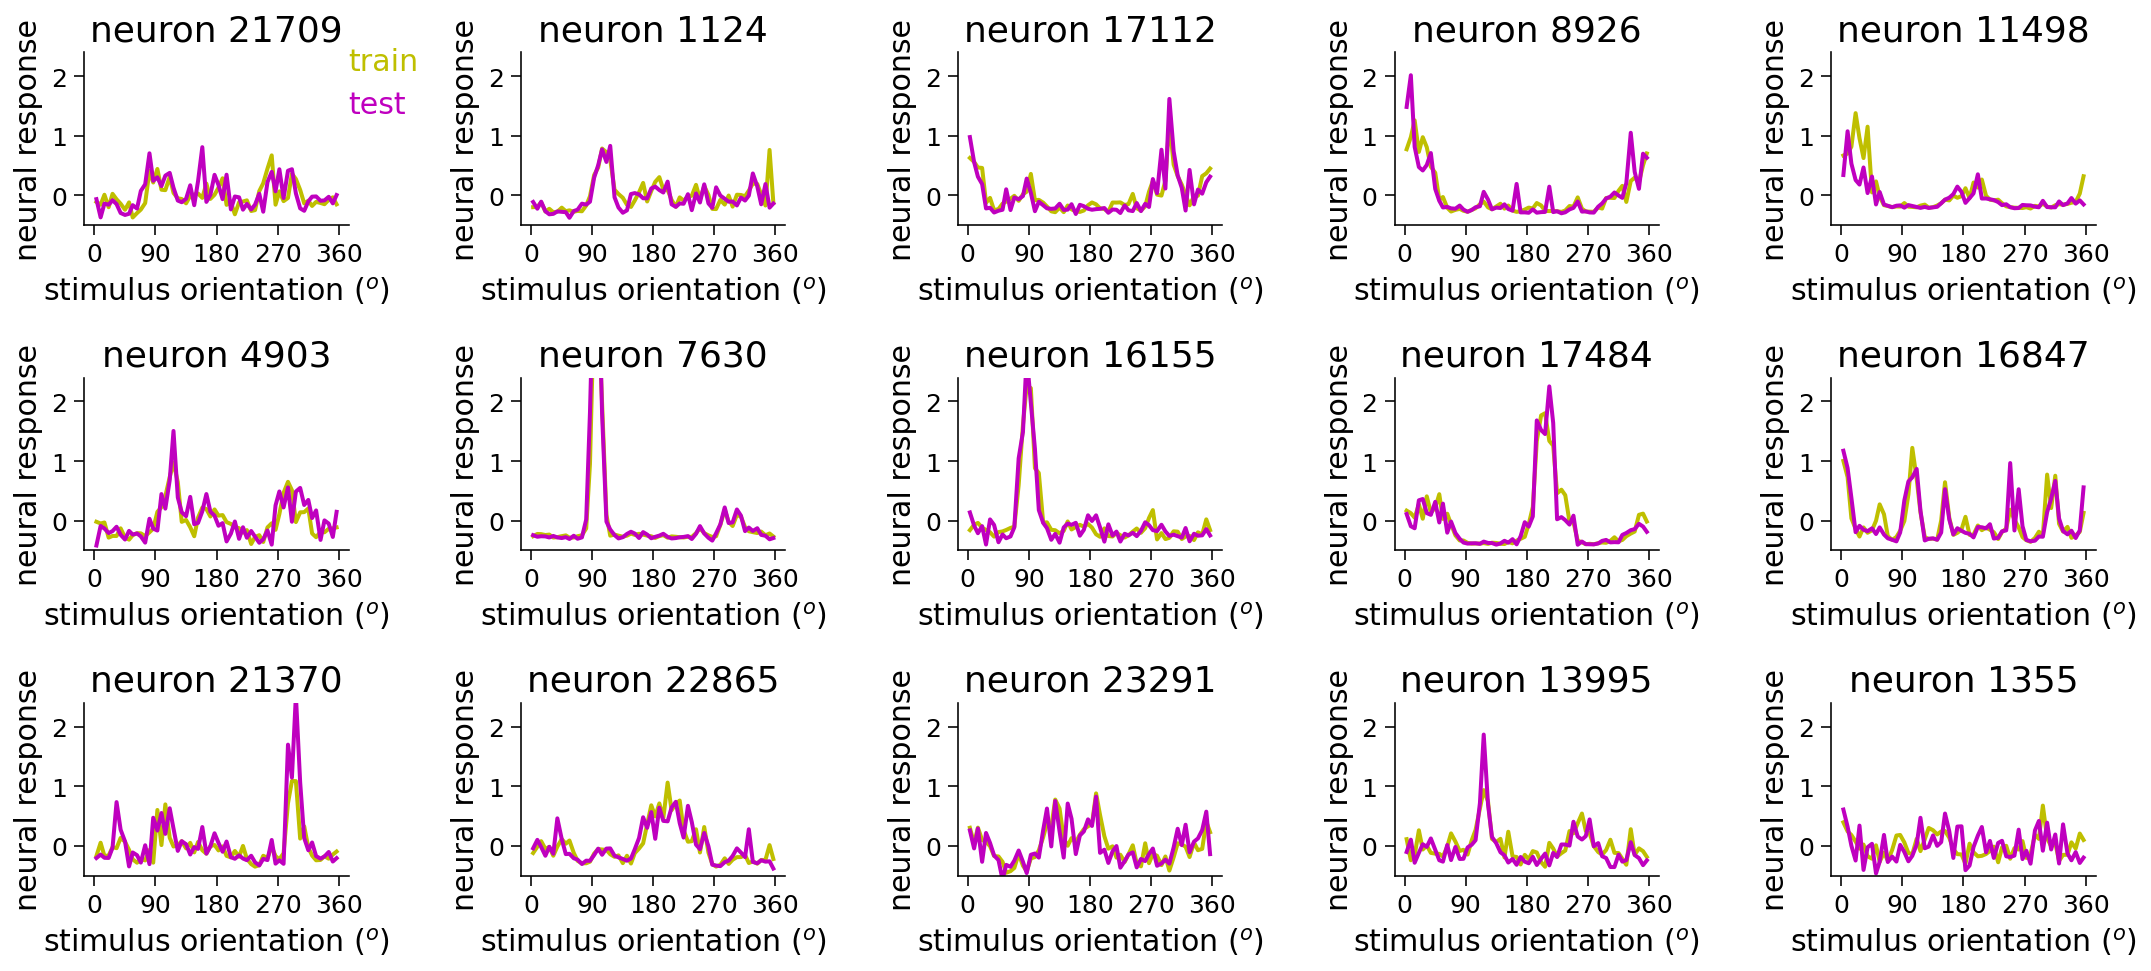 neuron 21709
train
test
neural response
2
1
0
0 90 180 270 360
stimulus orientation (º)
neuron 1124
neural response
2
1
0
0 90 180 270 360
stimulus orientation (º)
neuron 17112
neural response
2
1
0
0 90 180 270 360
stimulus orientation (º)
neuron 8926
neural response
2
1
0
0 90 180 270 360
stimulus orientation (º)
neuron 11498
neural response
2
1
0
0 90 180 270 360
stimulus orientation (º)
neuron 4903
neural response
2
1
0
0 90 180 270 360
stimulus orientation (º)
neuron 7630
neural response
2
1
0
0 90 180 270 360
stimulus orientation (º)
neuron 16155
neural response
2
1
0
0 90 180 270 360
stimulus orientation (º)
neuron 17484
neural response
2
1
0
0 90 180 270 360
stimulus orientation (º)
neuron 16847
neural response
2
1
0
0 90 180 270 360
stimulus orientation (º)
neuron 21370
neural response
2
1
0
0 90 180 270 360
stimulus orientation (º)
neuron 22865
neural response
2
1
0
0 90 180 270 360
stimulus orientation (º)
neuron 23291
neural response
2
1
0
0 90 180 270 360
stimulus orientation (º)
neuron 13995
neural response
2
1
0
0 90 180 270 360
stimulus orientation (º)
neuron 1355
neural response
2
1
0
0 90 180 270 360
stimulus orientation (º)